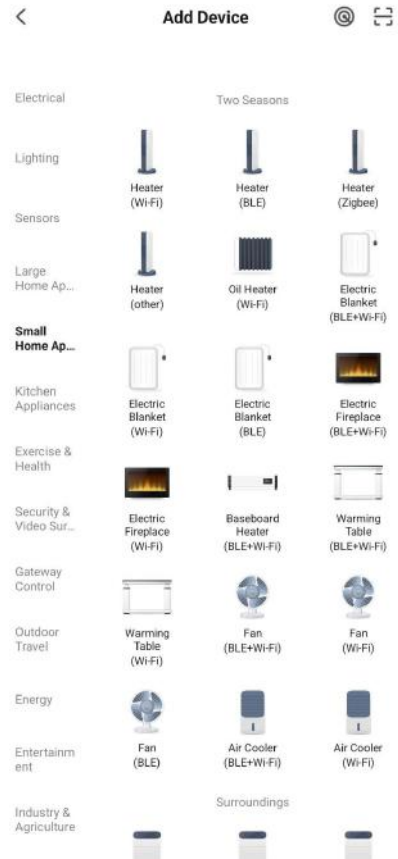 Add Device
Electrical
Lighting
Sensors
Large
Home Ap...
Small
Home Ap...
Kitchen
Appliances
Exercise &
Health
Security &
Video Sur...
Gateway
Control
Outdoor
Travel
Energy
Entertainm
ent
Industry &
Agriculture
Two Seasons
Heater
(Wi-Fi)
Heater
(BLE)
Heater
(Zigbee)
Heater
(other)
Oil Heater
(Wi-Fi)
Electric
Blanket
(BLE+Wi-Fi)
Electric
Blanket
(Wi-Fi)
Electric
Blanket
(BLE)
Electric
Fireplace
(BLE+Wi-Fi)
Electric
Fireplace
(Wi-Fi)
Baseboard
Heater
(BLE+Wi-Fi)
Warming
Table
(BLE+Wi-Fi)
Warming
Table
(Wi-Fi)
Fan
(BLE+Wi-Fi)
Fan
(Wi-Fi)
Fan
(BLE)
Air Cooler
(BLE+Wi-Fi)
Air Cooler
(Wi-Fi)
Surroundings